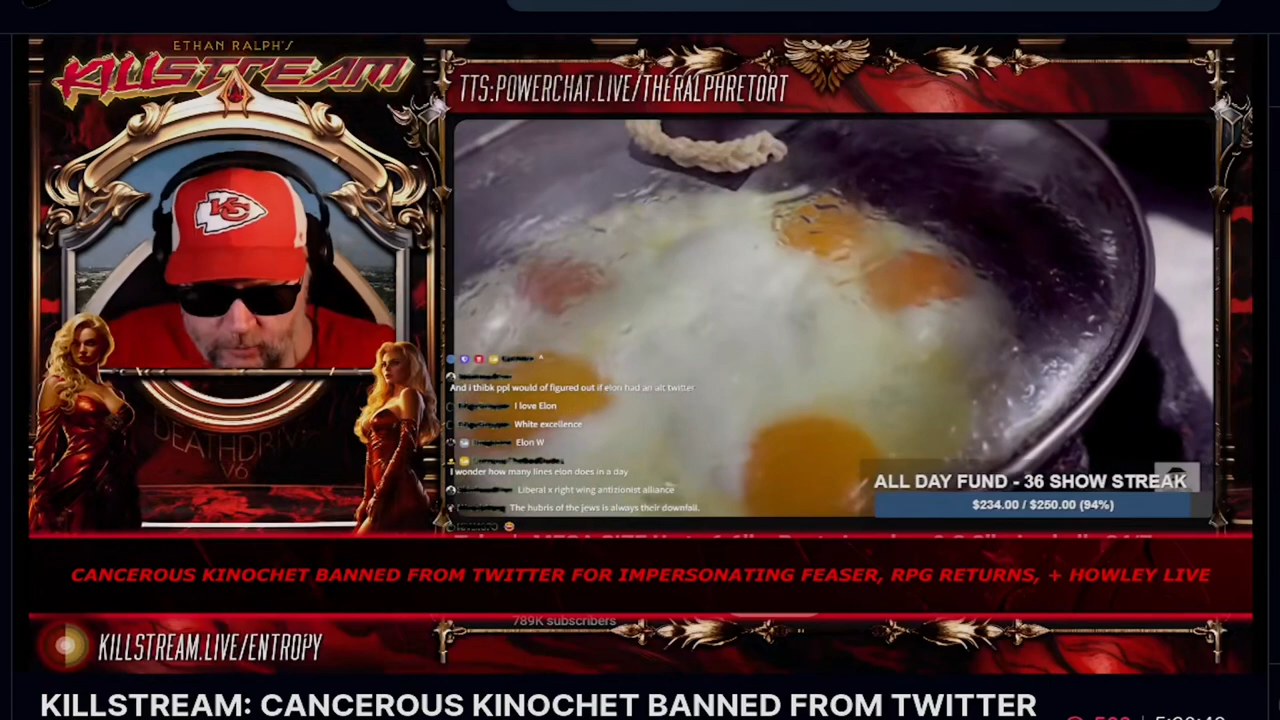 ETHAN RALPH'S
KILLSTREAM
TTS:POWERCHAT.LIVE/THERALPHRETORT
KC
And i thibk ppl would of figured out if elon had an alt twitter
I love Elon
White excellence
Elon W
I wonder how many lines elon does in a day
Liberal x right wing antizionist alliance
The hubris of the jews is always their downfall.
ALL DAY FUND - 36 SHOW STREAK
$234.00 / $250.00 (94%)
DEATHDRIVE
V6
CANCEROUS KINOCHET BANNED FROM TWITTER FOR IMPERSONATING FEASER, RPG RETURNS, + HOWLEY LIVE
789K subscribers
KILLSTREAM.LIVE/ENTROPY
KILLSTREAM: CANCEROUS KINOCHET BANNED FROM TWITTER